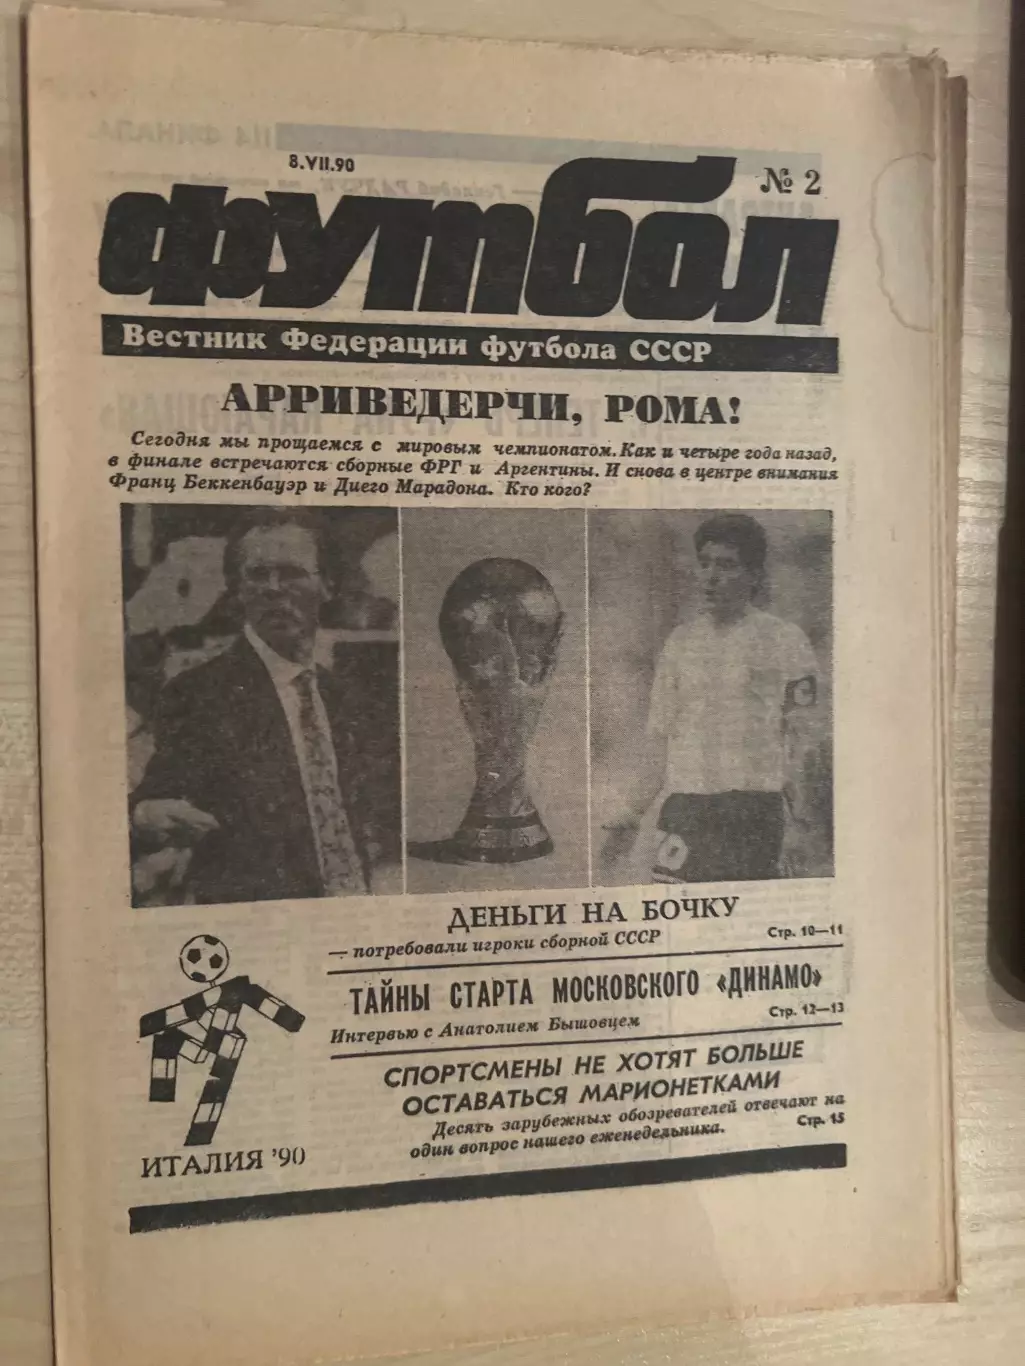 8.VII.90
№ 2
футбол
Вестник Федерации футбола СССР
АРРИВЕДЕРЧИ, РОМА!
Сегодня мы прощаемся с мировым чемпионатом. Как и четыре года назад,
в финале встречаются сборные ФРГ и Аргентины. И снова в центре внимания
Франц Беккенбауэр и Диего Марадона. Кто кого?
ДЕНЬГИ НА БОЧКУ
— потребовали игроки сборной СССР
Стр. 10—11
ТАЙНЫ СТАРТА МОСКОВСКОГО «ДИНАМО»
Интервью с Анатолием Бышовцем
Стр. 12—13
СПОРТСМЕНЫ НЕ ХОТЯТ БОЛЬШЕ
ОСТАВАТЬСЯ МАРИОНЕТКАМИ
Десять зарубежных обозревателей отвечают на
один вопрос нашего еженедельника.
Стр. 15
ИТАЛИЯ '90